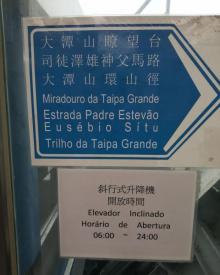 大潭山瞭望台
司徒澤雄神父馬路
大潭山環山徑
Miradouro da Taipa Grande
Estrada Padre Estevão
Eusébio Sítu
Trilho da Taipa Grande
斜行式升降機
開放時間
Elevador Inclinado
Horário de Abertura
06:00 ~ 24:00